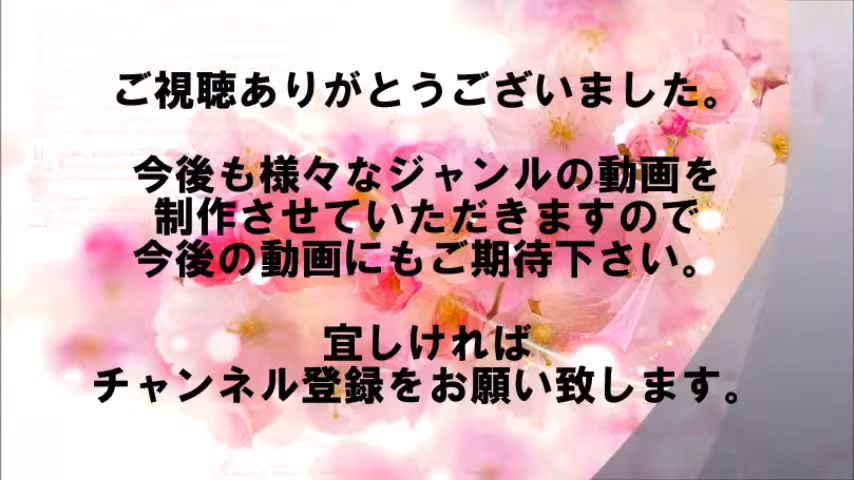 ご視聴ありがとうございました。
今後も様々なジャンルの動画を
制作させていただきますので
今後の動画にもご期待下さい。
宜しければ
チャンネル登録をお願い致します。